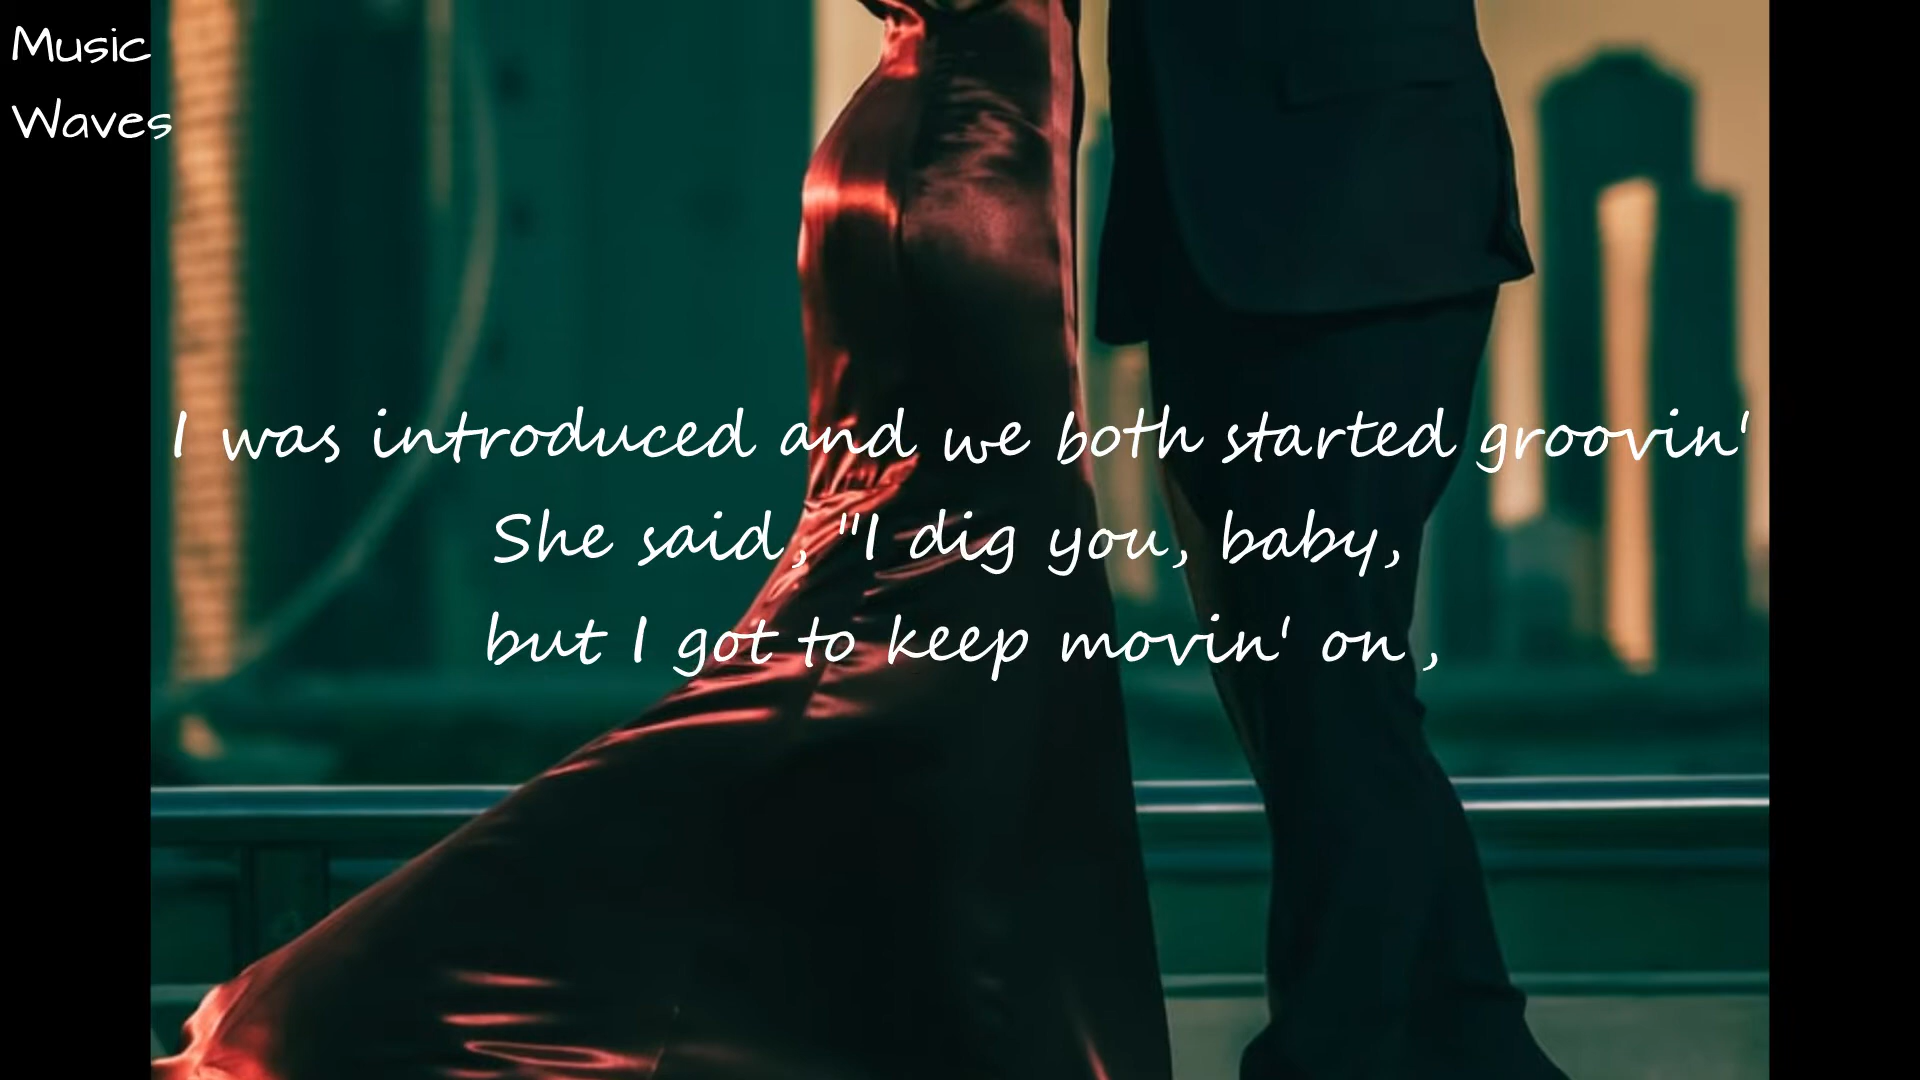 Music
Waves
I was introduced and we both started groovin'
She said, "I dig you, baby,
but I got to keep movin' on,